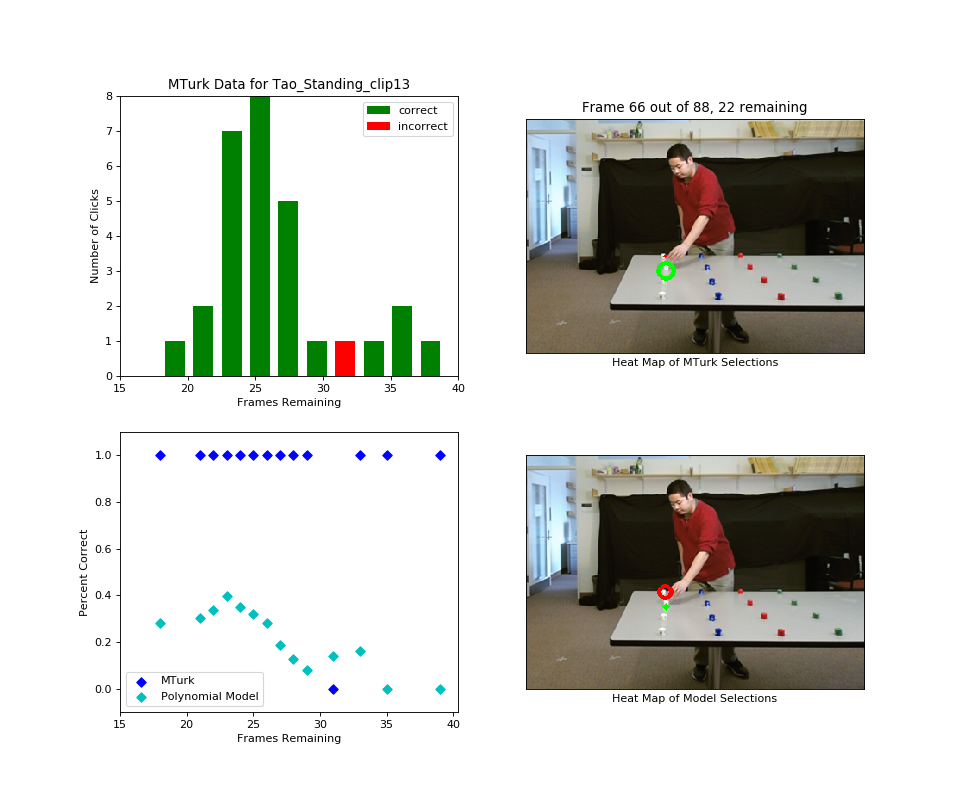 MTurk Data for Tao_Standing_clip13
8
7
6
5
4
3
2
1
0
Number of Clicks
correct
incorrect
15 20 25 30 35 40
Frames Remaining
Frame 66 out of 88, 22 remaining
Heat Map of MTurk Selections
1.0
0.8
0.6
0.4
0.2
0.0
Percent Correct
MTurk
Polynomial Model
15 20 25 30 35 40
Frames Remaining
Heat Map of Model Selections